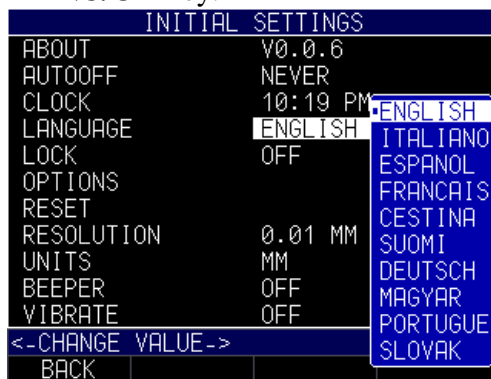 INITIAL SETTINGS
ABOUT V0.0.6
AUTOOFF NEVER
CLOCK 10:19 PM
LANGUAGE ENGLISH
LOCK OFF
OPTIONS
RESET
RESOLUTION 0.01 MM
UNITS MM
BEEPER OFF
VIBRATE OFF
<-CHANGE VALUE->
BACK
ENGLISH
ITALIANO
ESPANOL
FRANCAIS
CESTINA
SUOMI
DEUTSCH
MAGYAR
PORTUGUE
SLOVAK